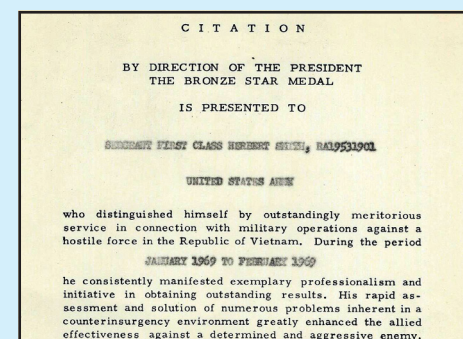 CITATION
BY DIRECTION OF THE PRESIDENT
THE BRONZE STAR MEDAL
IS PRESENTED TO
SERGEANT FIRST CLASS HERBERT SMITH, RA19531901
UNITED STATES ARMY
who distinguished himself by outstandingly meritorious
service in connection with military operations against a
hostile force in the Republic of Vietnam. During the period
JANUARY 1969 TO FEBRUARY 1969
he consistently manifested exemplary professionalism and
initiative in obtaining outstanding results. His rapid as-
sessment and solution of numerous problems inherent in a
counterinsurgency environment greatly enhanced the allied
effectiveness against a determined and aggressive enemy.